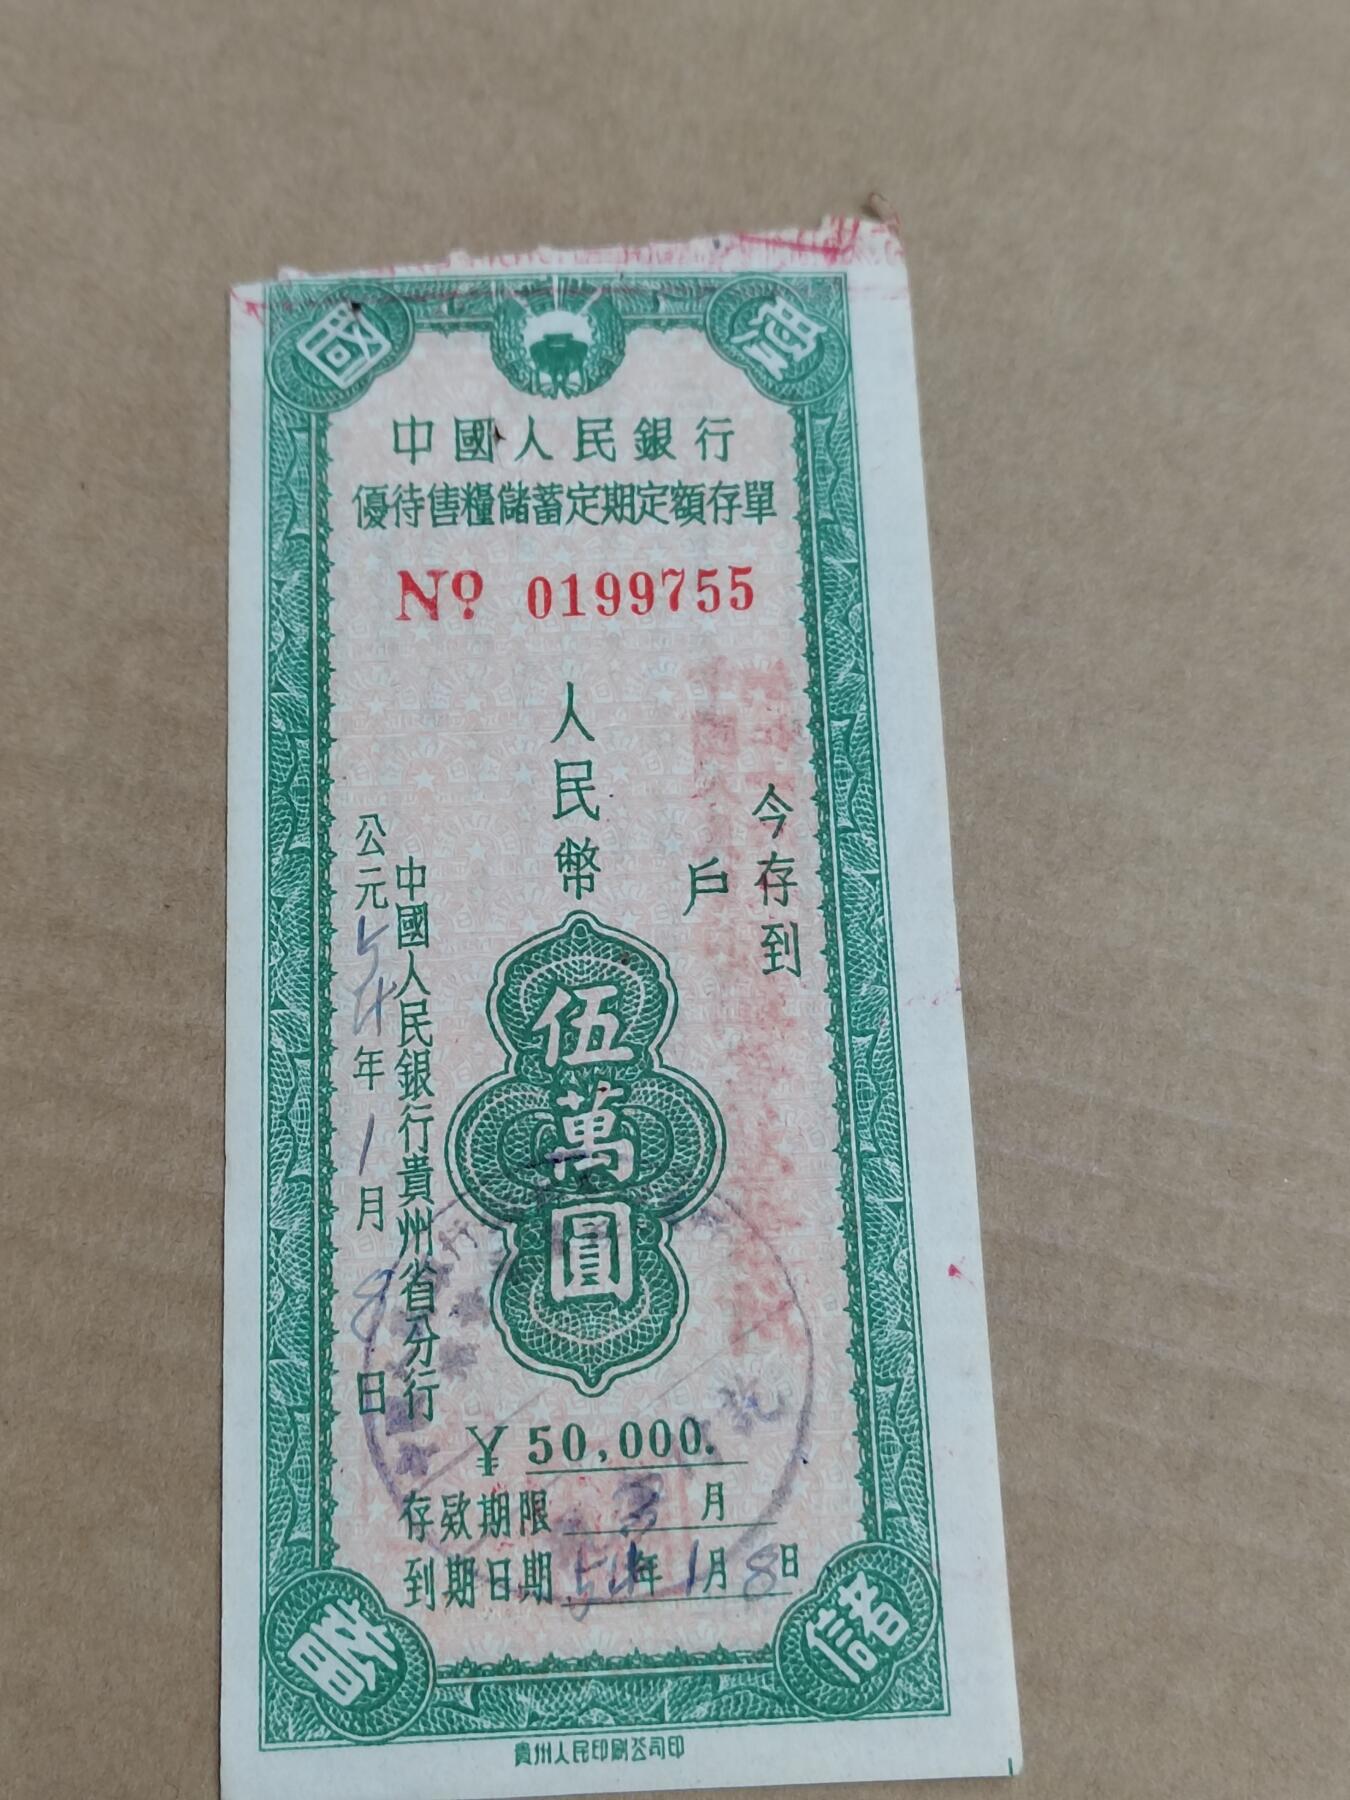 愛國
儲蓄
中國人民銀行
優待售糧儲蓄定期定額存單
No 0199755
今存到
戶
人民幣
伍萬圓
中國人民銀行貴州省分行
公元54年1月8日
¥ 50,000.
存欵期限 3 月
到期日期 54年1月8日
貴州人民印刷公司印